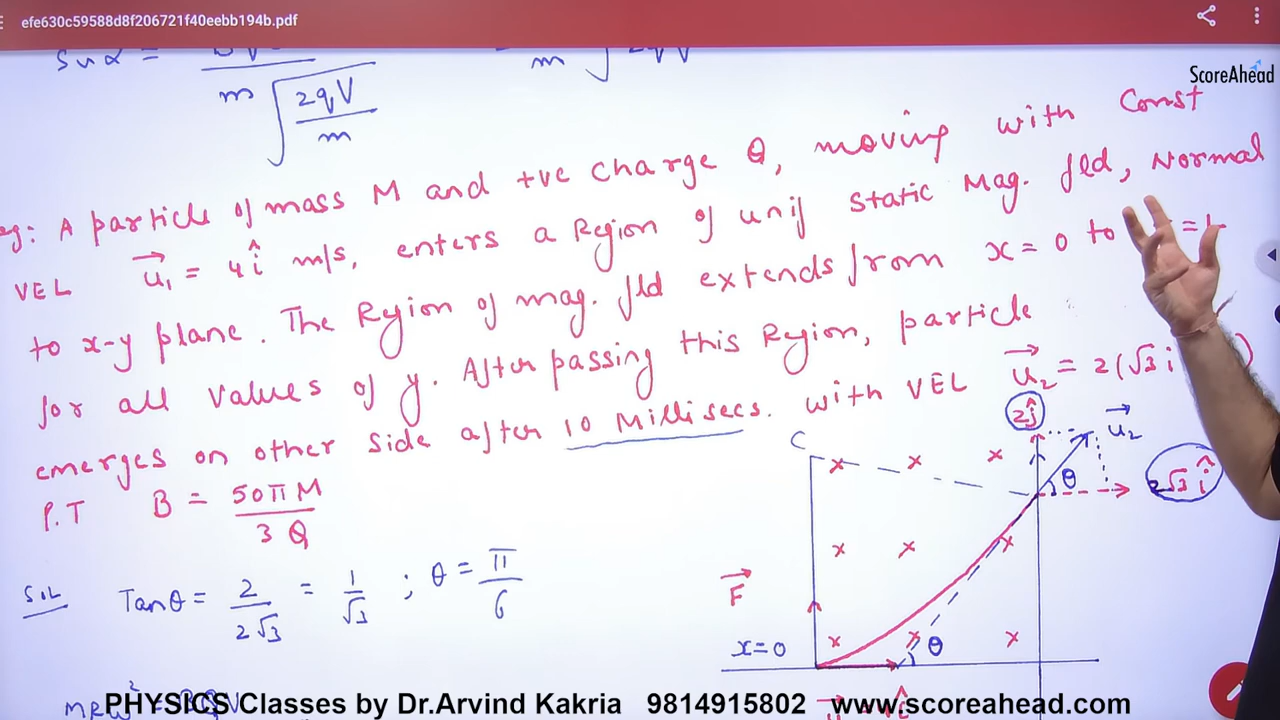 efe630c59588d8f206721f40eebb194b.pdf
ScoreAhead
Sinα =
m √ 2qV / m
m
eg: A particle of mass M and +ve charge Q, moving with Const
VEL u₁ = 4 î m/s, enters a Region of unif static Mag. fld, Normal
to x-y plane. The Region of mag. fld extends from x = 0 to = L
for all values of y. After passing this Region, particle
emerges on other side after 10 Millisecs. with VEL u₂ = 2(√3 i )
P.T B = 50πM / 3Q
Sol Tanθ = 2 / 2√3 = 1 / √3 ; θ = π / 6
C
2ĵ
u₂
θ
2√3 î
F
x=0
θ
PHYSICS Classes by Dr.Arvind Kakria 9814915802 www.scoreahead.com